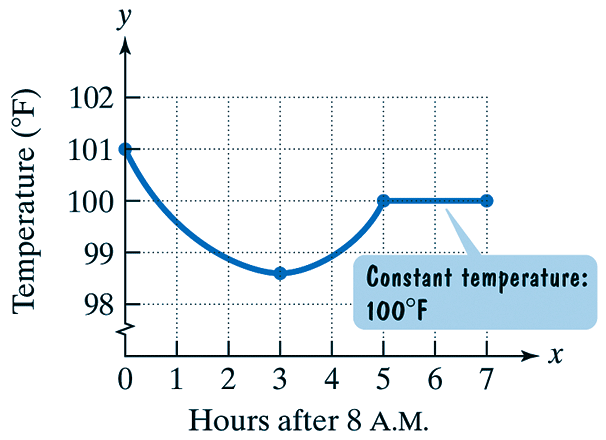 y
Temperature (°F)
102
101
100
99
98
Constant temperature:
100°F
0 1 2 3 4 5 6 7
x
Hours after 8 A.M.